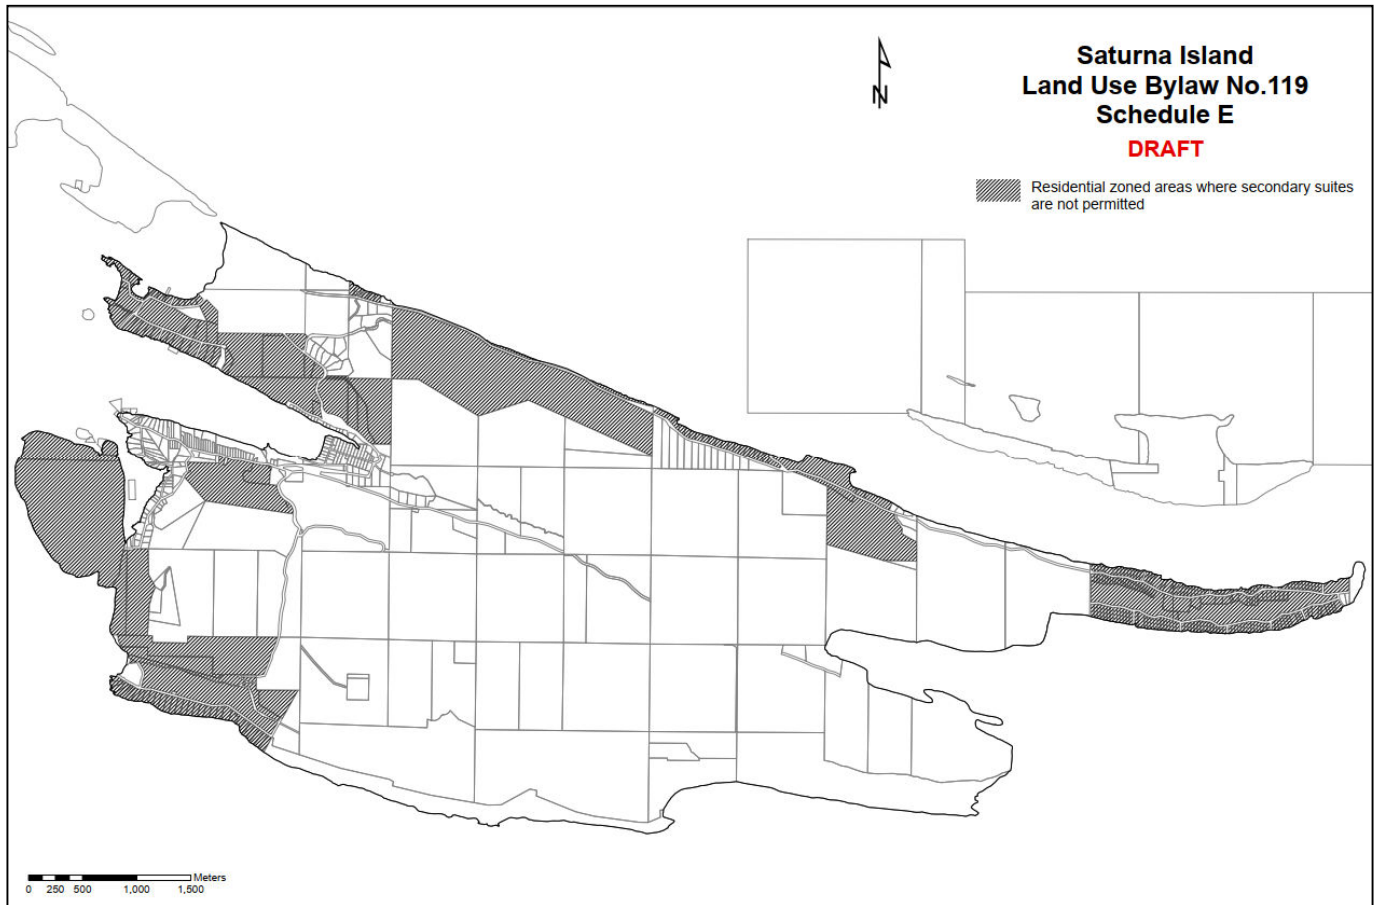 Saturna Island
Land Use Bylaw No.119
Schedule E
DRAFT
N
Residential zoned areas where secondary suites
are not permitted
Meters
0 250 500 1,000 1,500